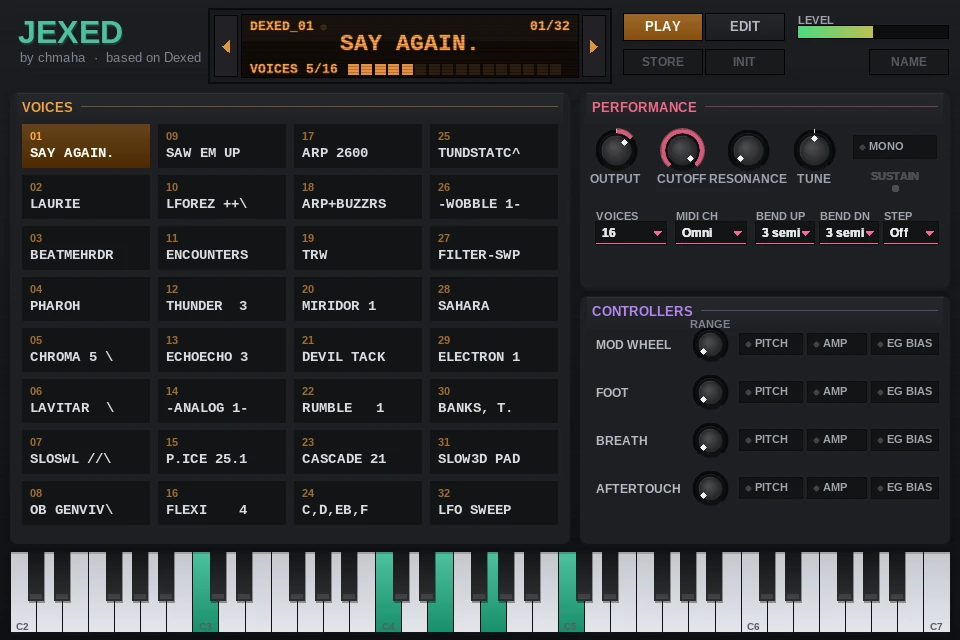 JEXED
by chmaha · based on Dexed
DEXED_01
01/32
SAY AGAIN.
VOICES 5/16
PLAY
EDIT
LEVEL
STORE
INIT
NAME
VOICES
01
SAY AGAIN.
02
LAURIE
03
BEATMEHRDR
04
PHAROH
05
CHROMA 5 \
06
LAVITAR  \
07
SLOSWL //\
08
OB GENVIV\
09
SAW EM UP
10
LFOREZ ++\
11
ENCOUNTERS
12
THUNDER  3
13
ECHOECHO 3
14
-ANALOG 1-
15
P.ICE 25.1
16
FLEXI    4
17
ARP 2600
18
ARP+BUZZRS
19
TRW
20
MIRIDOR 1
21
DEVIL TACK
22
RUMBLE   1
23
CASCADE 21
24
C,D,EB,F
25
TUNDSTATC^
26
-WOBBLE 1-
27
FILTER-SWP
28
SAHARA
29
ELECTRON 1
30
BANKS, T.
31
SLOW3D PAD
32
LFO SWEEP
PERFORMANCE
OUTPUT
CUTOFF
RESONANCE
TUNE
MONO
SUSTAIN
VOICES
MIDI CH
BEND UP
BEND DN
STEP
16
Omni
3 semi
3 semi
Off
CONTROLLERS
RANGE
MOD WHEEL
PITCH
AMP
EG BIAS
FOOT
PITCH
AMP
EG BIAS
BREATH
PITCH
AMP
EG BIAS
AFTERTOUCH
PITCH
AMP
EG BIAS
C2
C3
C4
C5
C6
C7